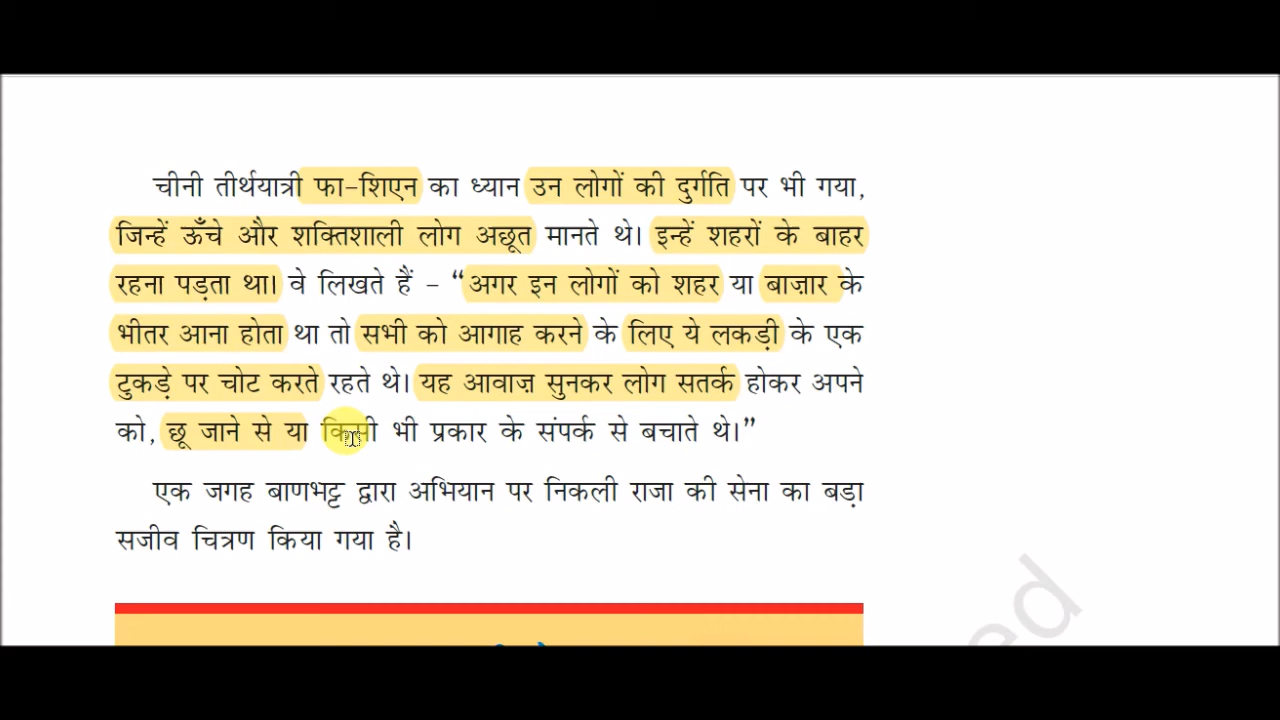 चीनी तीर्थयात्री फा-शिएन का ध्यान उन लोगों की दुर्गति पर भी गया,
जिन्हें ऊँचे और शक्तिशाली लोग अछूत मानते थे। इन्हें शहरों के बाहर
रहना पड़ता था। वे लिखते हैं – “अगर इन लोगों को शहर या बाज़ार के
भीतर आना होता था तो सभी को आगाह करने के लिए ये लकड़ी के एक
टुकड़े पर चोट करते रहते थे। यह आवाज़ सुनकर लोग सतर्क होकर अपने
को, छू जाने से या किसी भी प्रकार के संपर्क से बचाते थे।”
एक जगह बाणभट्ट द्वारा अभियान पर निकली राजा की सेना का बड़ा
सजीव चित्रण किया गया है।
ed